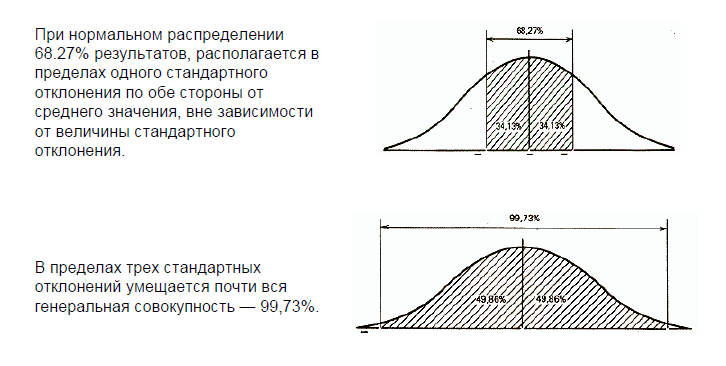 При нормальном распределении
68.27% результатов, располагается в
пределах одного стандартного
отклонения по обе стороны от
среднего значения, вне зависимости
от величины стандартного
отклонения.
68,27%
34,13% 34,13%
99,73%
В пределах трех стандартных
отклонений умещается почти вся
генеральная совокупность — 99,73%.
49,86% 49,86%